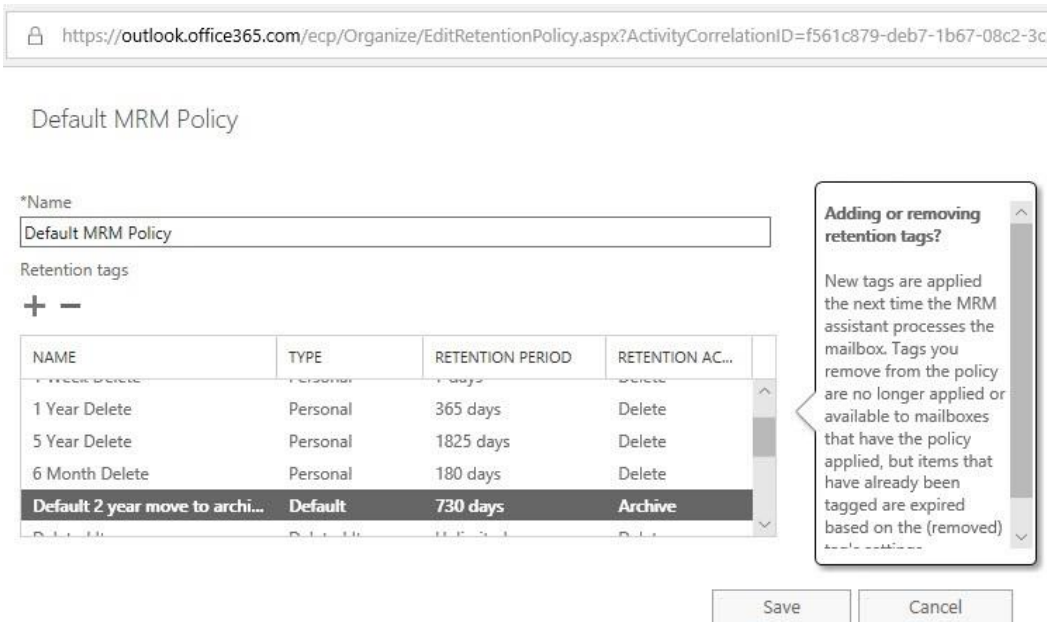 https://outlook.office365.com/ecp/Organize/EditRetentionPolicy.aspx?ActivityCorrelationID=f561c879-deb7-1b67-08c2-3c
Default MRM Policy
*Name
Default MRM Policy
Retention tags
NAME TYPE RETENTION PERIOD RETENTION AC...
1 Year Delete Personal 365 days Delete
5 Year Delete Personal 1825 days Delete
6 Month Delete Personal 180 days Delete
Default 2 year move to archi... Default 730 days Archive
Adding or removing
retention tags?
New tags are applied
the next time the MRM
assistant processes the
mailbox. Tags you
remove from the policy
are no longer applied or
available to mailboxes
that have the policy
applied, but items that
have already been
tagged are expired
based on the (removed)
Save Cancel